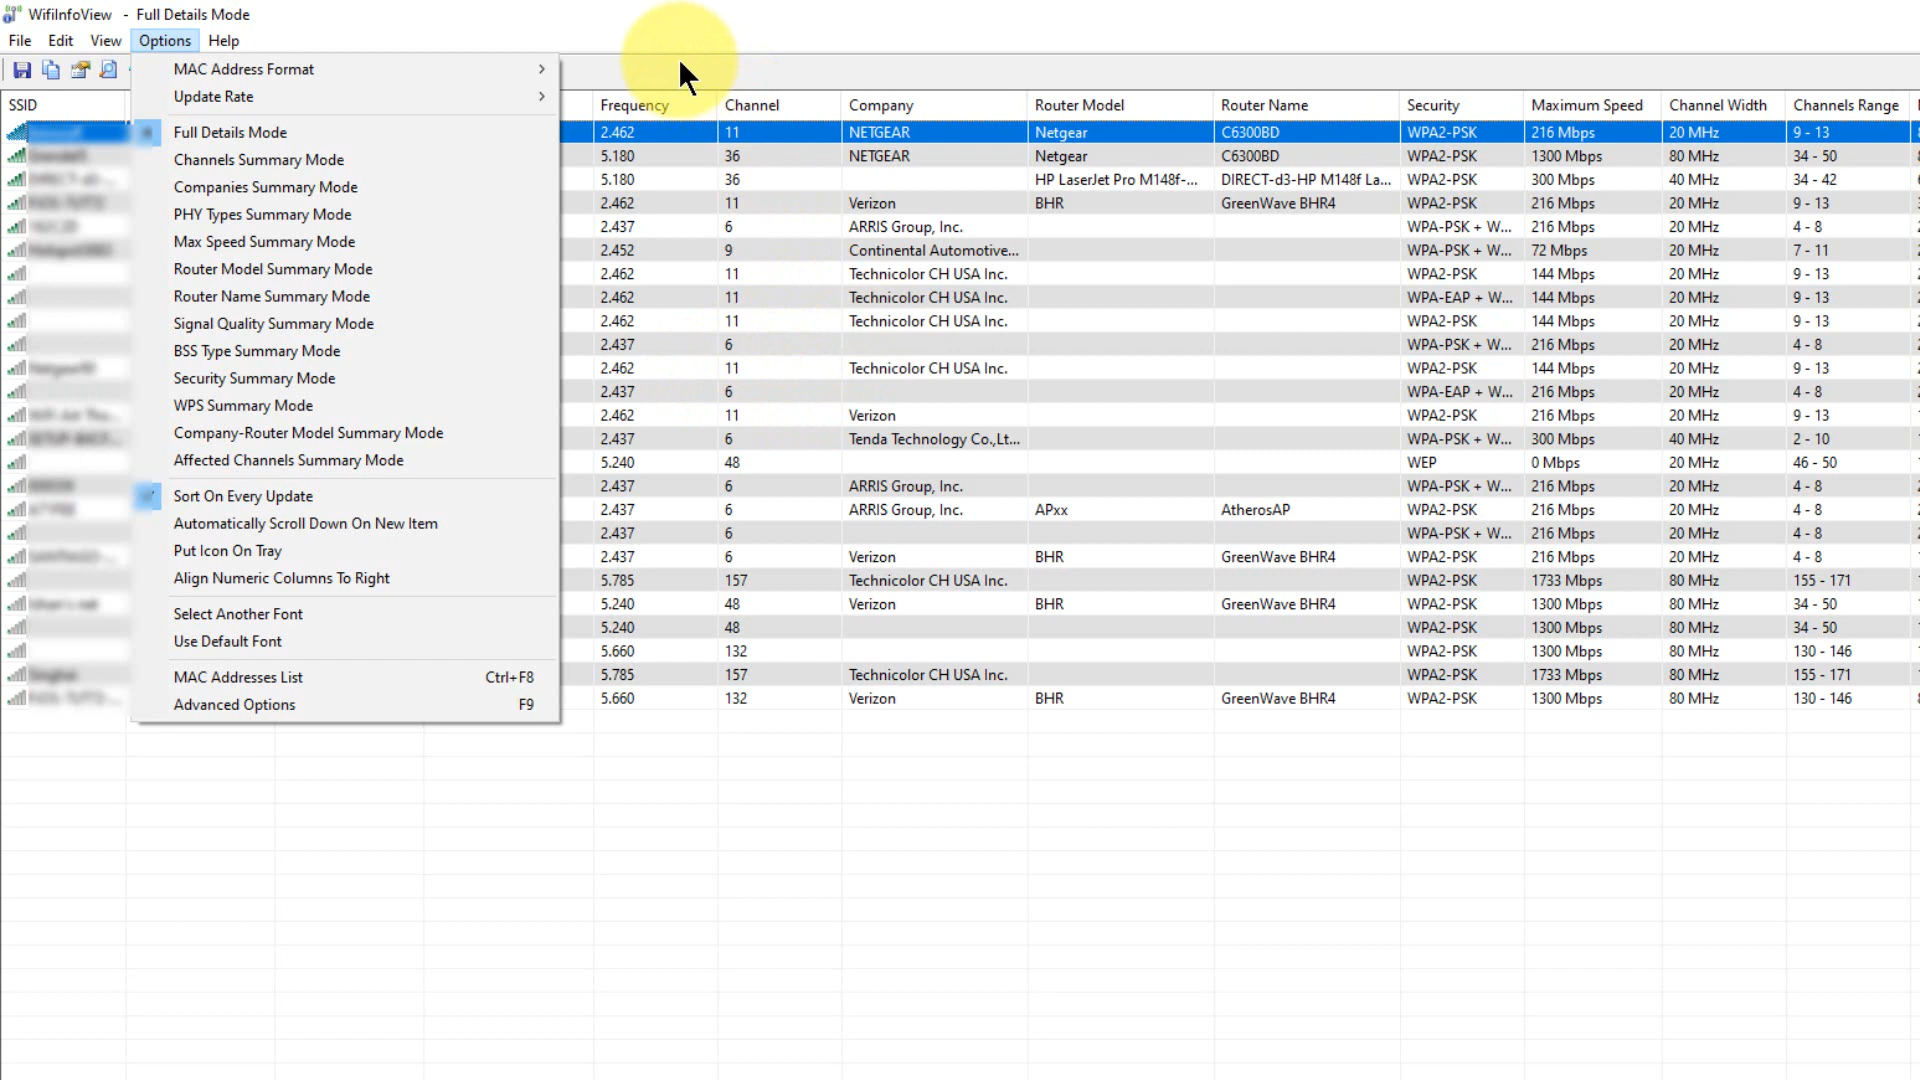 WifiInfoView - Full Details Mode
File Edit View Options Help
MAC Address Format
Update Rate
Full Details Mode
Channels Summary Mode
Companies Summary Mode
PHY Types Summary Mode
Max Speed Summary Mode
Router Model Summary Mode
Router Name Summary Mode
Signal Quality Summary Mode
BSS Type Summary Mode
Security Summary Mode
WPS Summary Mode
Company-Router Model Summary Mode
Affected Channels Summary Mode
Sort On Every Update
Automatically Scroll Down On New Item
Put Icon On Tray
Align Numeric Columns To Right
Select Another Font
Use Default Font
MAC Addresses List Ctrl+F8
Advanced Options F9
SSID Frequency Channel Company Router Model Router Name Security Maximum Speed Channel Width Channels Range
2.462 11 NETGEAR Netgear C6300BD WPA2-PSK 216 Mbps 20 MHz 9 - 13
5.180 36 NETGEAR Netgear C6300BD WPA2-PSK 1300 Mbps 80 MHz 34 - 50
5.180 36 HP LaserJet Pro M148f-... DIRECT-d3-HP M148f La... WPA2-PSK 300 Mbps 40 MHz 34 - 42
2.462 11 Verizon BHR GreenWave BHR4 WPA2-PSK 216 Mbps 20 MHz 9 - 13
2.437 6 ARRIS Group, Inc. WPA-PSK + W... 216 Mbps 20 MHz 4 - 8
2.452 9 Continental Automotive... WPA-PSK + W... 72 Mbps 20 MHz 7 - 11
2.462 11 Technicolor CH USA Inc. WPA2-PSK 144 Mbps 20 MHz 9 - 13
2.462 11 Technicolor CH USA Inc. WPA-EAP + W... 144 Mbps 20 MHz 9 - 13
2.462 11 Technicolor CH USA Inc. WPA2-PSK 144 Mbps 20 MHz 9 - 13
2.437 6 WPA-PSK + W... 216 Mbps 20 MHz 4 - 8
2.462 11 Technicolor CH USA Inc. WPA2-PSK 144 Mbps 20 MHz 9 - 13
2.437 6 WPA-EAP + W... 216 Mbps 20 MHz 4 - 8
2.462 11 Verizon WPA2-PSK 216 Mbps 20 MHz 9 - 13
2.437 6 Tenda Technology Co.,Lt... WPA-PSK + W... 300 Mbps 40 MHz 2 - 10
5.240 48 WEP 0 Mbps 20 MHz 46 - 50
2.437 6 ARRIS Group, Inc. WPA-PSK + W... 216 Mbps 20 MHz 4 - 8
2.437 6 ARRIS Group, Inc. APxx AtherosAP WPA2-PSK 216 Mbps 20 MHz 4 - 8
2.437 6 WPA-PSK + W... 216 Mbps 20 MHz 4 - 8
2.437 6 Verizon BHR GreenWave BHR4 WPA2-PSK 216 Mbps 20 MHz 4 - 8
5.785 157 Technicolor CH USA Inc. WPA2-PSK 1733 Mbps 80 MHz 155 - 171
5.240 48 Verizon BHR GreenWave BHR4 WPA2-PSK 1300 Mbps 80 MHz 34 - 50
5.240 48 WPA2-PSK 1300 Mbps 80 MHz 34 - 50
5.660 132 WPA2-PSK 1300 Mbps 80 MHz 130 - 146
5.785 157 Technicolor CH USA Inc. WPA2-PSK 1733 Mbps 80 MHz 155 - 171
5.660 132 Verizon BHR GreenWave BHR4 WPA2-PSK 1300 Mbps 80 MHz 130 - 146